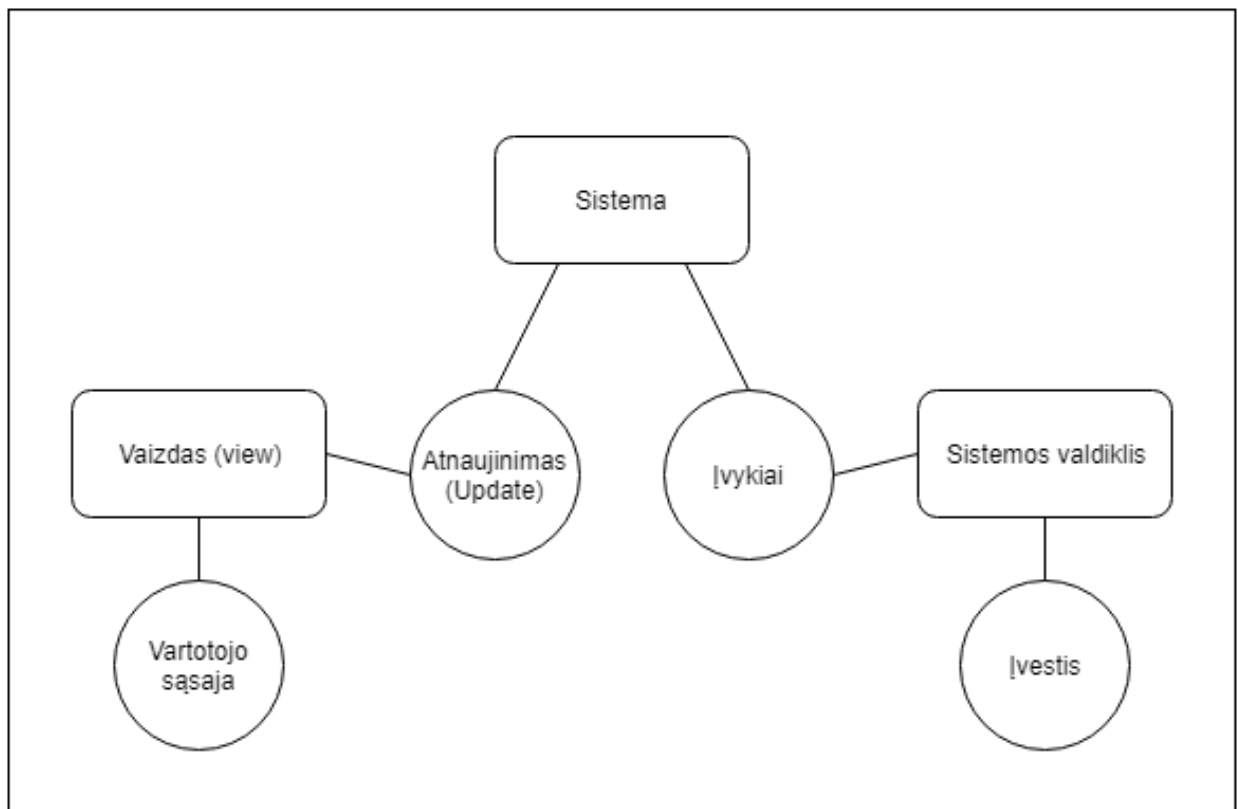 Sistema
Vaizdas (view)
Atnaujinimas
(Update)
Įvykiai
Sistemos valdiklis
Vartotojo
sąsaja
Įvestis